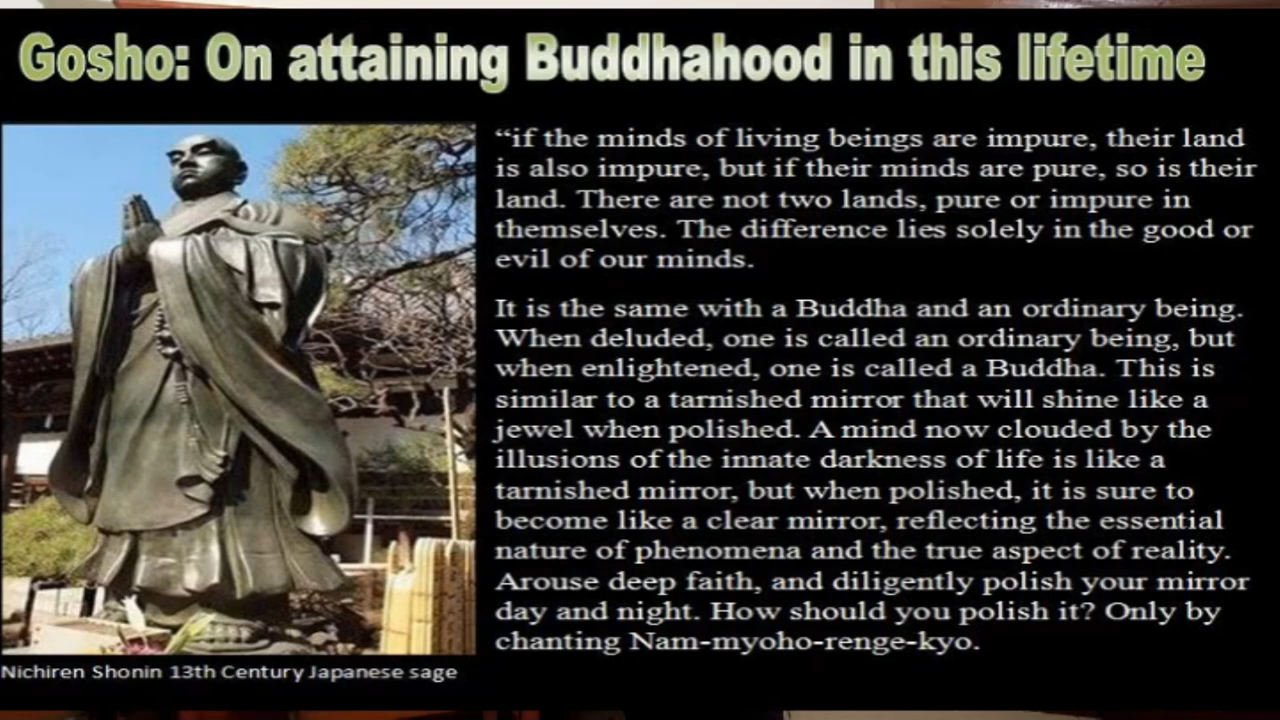 Gosho: On attaining Buddhahood in this lifetime
“if the minds of living beings are impure, their land
is also impure, but if their minds are pure, so is their
land. There are not two lands, pure or impure in
themselves. The difference lies solely in the good or
evil of our minds.
It is the same with a Buddha and an ordinary being.
When deluded, one is called an ordinary being, but
when enlightened, one is called a Buddha. This is
similar to a tarnished mirror that will shine like a
jewel when polished. A mind now clouded by the
illusions of the innate darkness of life is like a
tarnished mirror, but when polished, it is sure to
become like a clear mirror, reflecting the essential
nature of phenomena and the true aspect of reality.
Arouse deep faith, and diligently polish your mirror
day and night. How should you polish it? Only by
chanting Nam-myoho-renge-kyo.
Nichiren Shonin 13th Century Japanese sage